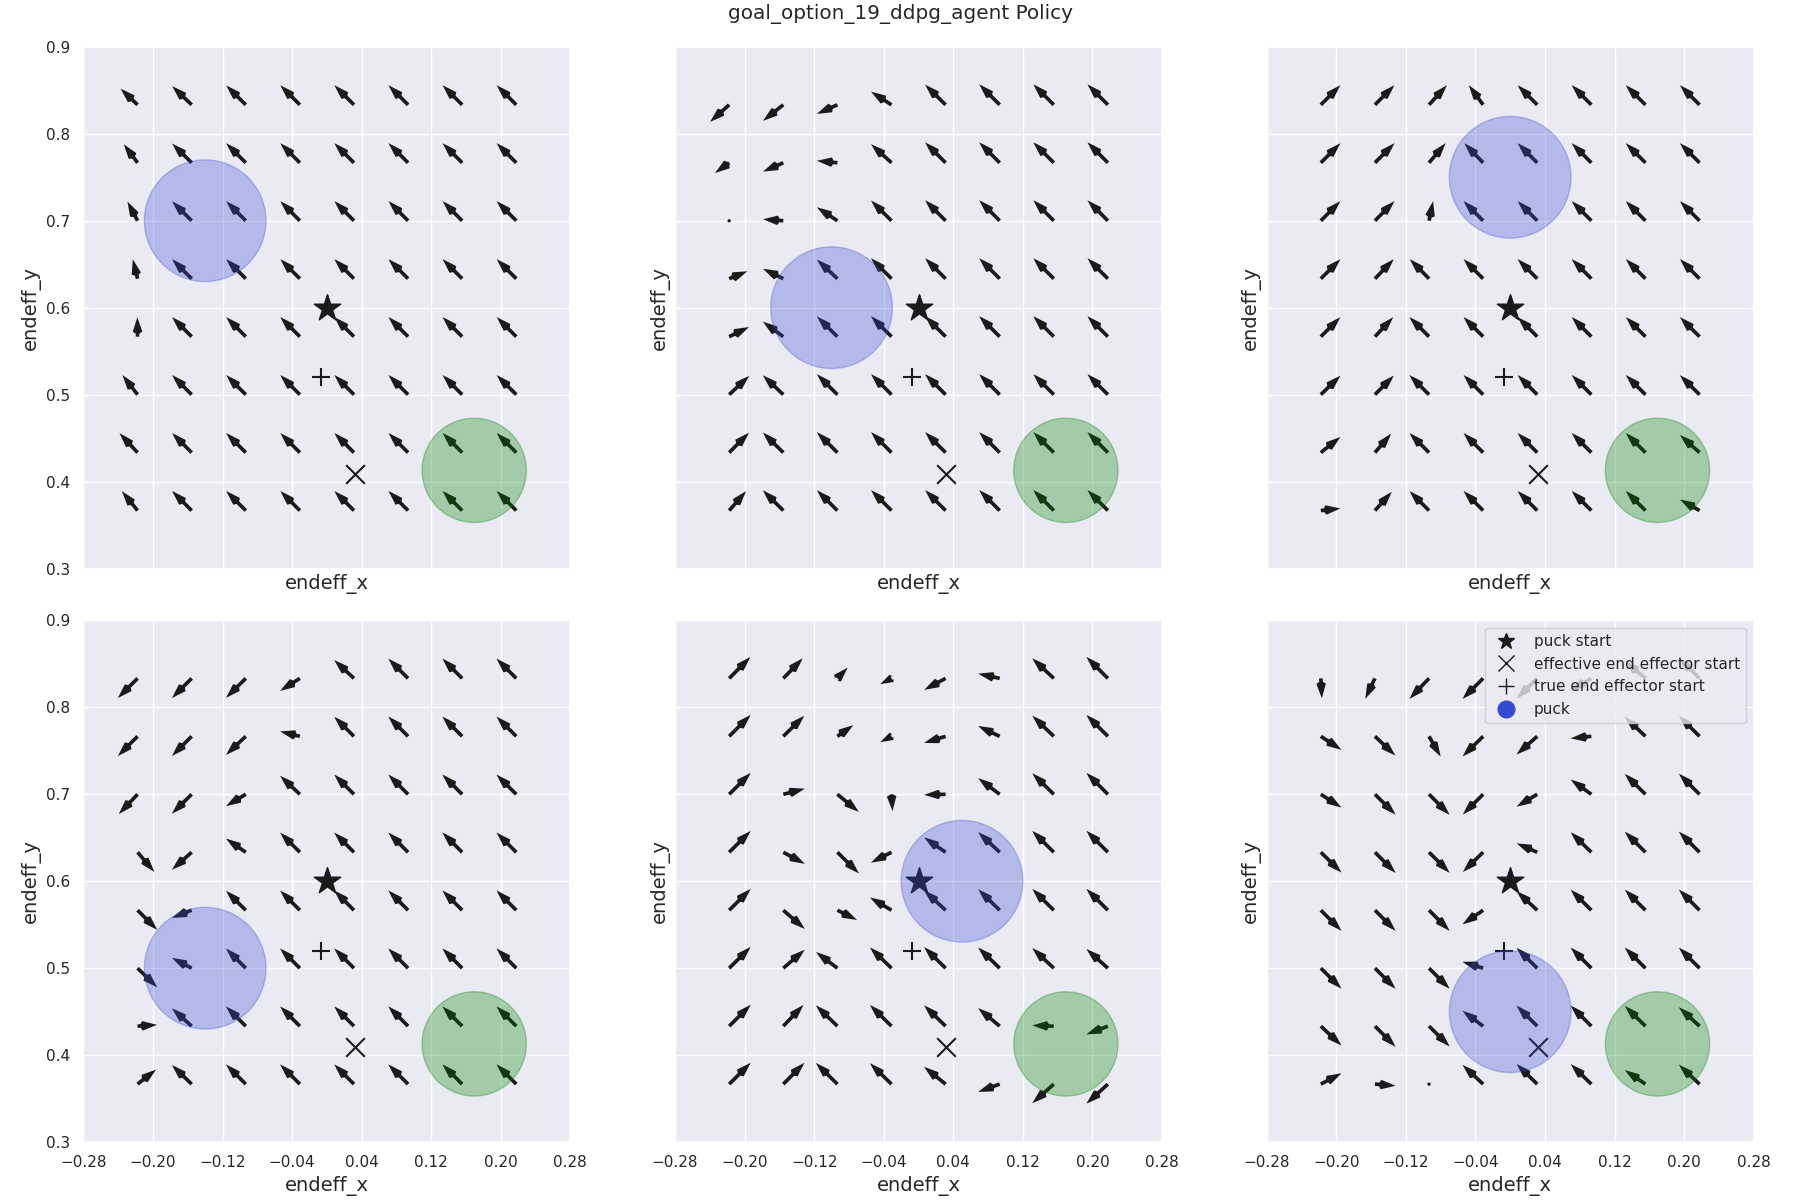 goal_option_19_ddpg_agent Policy
0.9
0.8
0.7
0.6
0.5
0.4
0.3
endeff_y
endeff_x
endeff_y
endeff_x
endeff_y
endeff_x
0.9
0.8
0.7
0.6
0.5
0.4
0.3
endeff_y
−0.28 −0.20 −0.12 −0.04 0.04 0.12 0.20 0.28
endeff_x
endeff_y
−0.28 −0.20 −0.12 −0.04 0.04 0.12 0.20 0.28
endeff_x
endeff_y
puck start
effective end effector start
true end effector start
puck
−0.28 −0.20 −0.12 −0.04 0.04 0.12 0.20 0.28
endeff_x